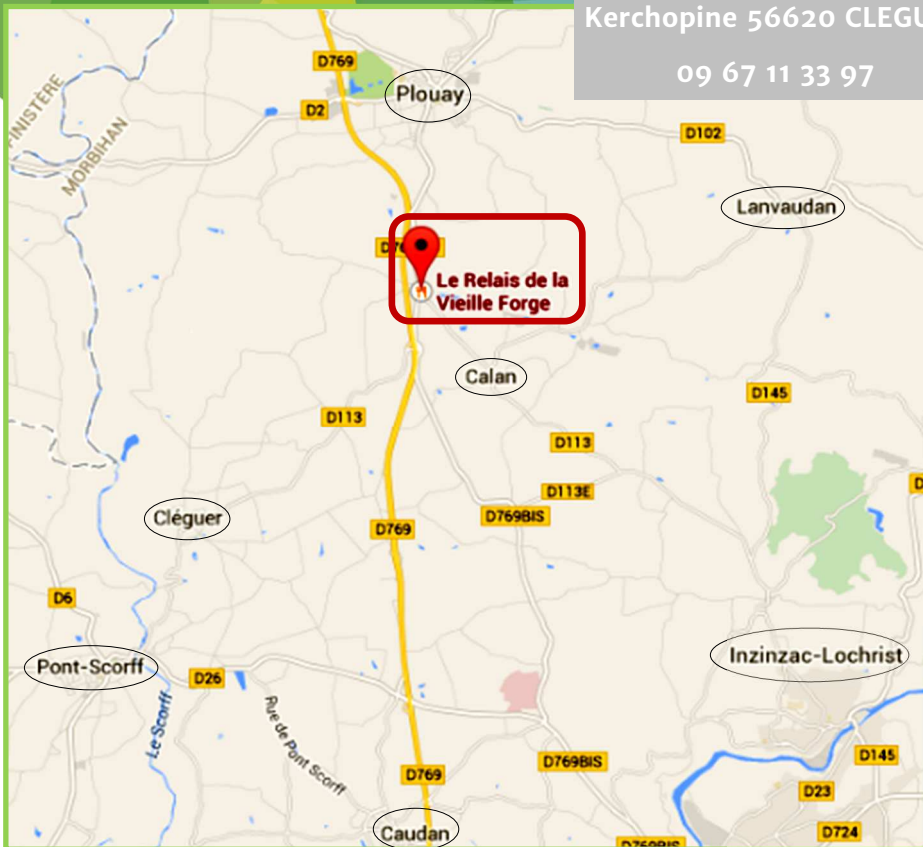 Kerchopine 56620 CLEGU
09 67 11 33 97
D769
Plouay
D2
FINISTÈRE
MORBIHAN
D102
Lanvaudan
Le Relais de la
Vieille Forge
Calan
D145
D113
D113
D113E
Cléguer
D769
D769BIS
D6
Inzinzac-Lochrist
Pont-Scorff
D26
Le Scorff
Rue de Pont Scorff
D769
D769BIS
D145
D23
Caudan
D724
D769BIS